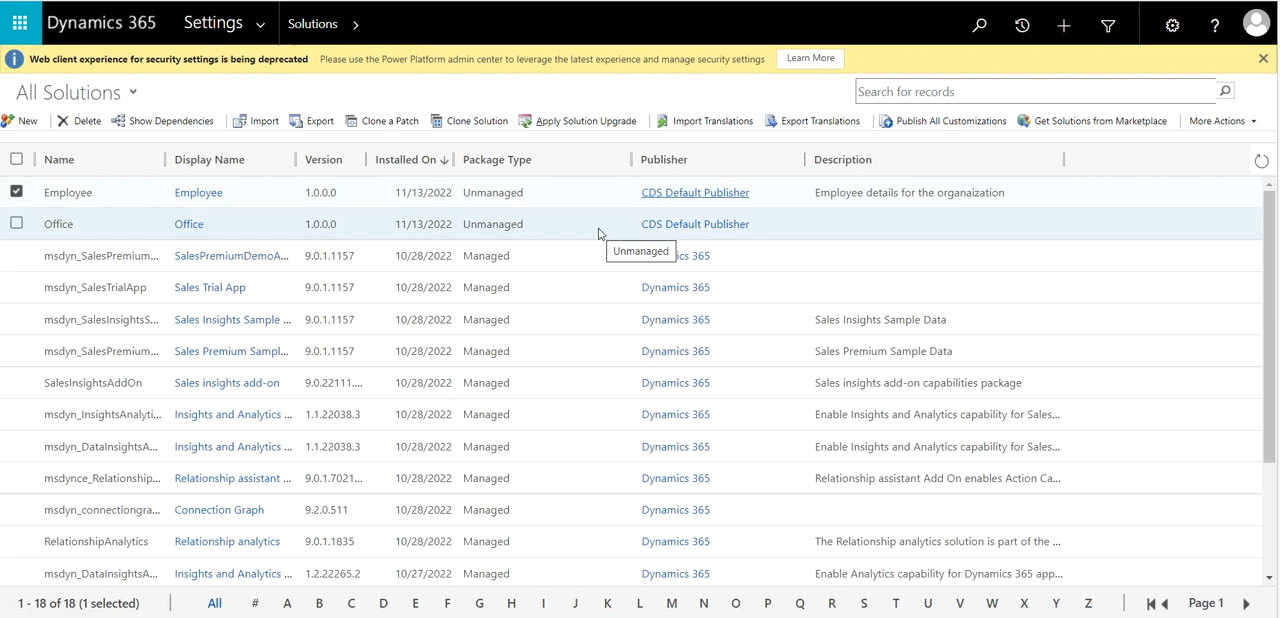 Dynamics 365 Settings Solutions
Web client experience for security settings is being deprecated Please use the Power Platform admin center to leverage the latest experience and manage security settings Learn More
All Solutions Search for records
New Delete Show Dependencies Import Export Clone a Patch Clone Solution Apply Solution Upgrade Import Translations Export Translations Publish All Customizations Get Solutions from Marketplace More Actions
Name Display Name Version Installed On Package Type Publisher Description
Employee Employee 1.0.0.0 11/13/2022 Unmanaged CDS Default Publisher Employee details for the organaization
Office Office 1.0.0.0 11/13/2022 Unmanaged CDS Default Publisher
Unmanaged
msdyn_SalesPremium... SalesPremiumDemoA... 9.0.1.1157 10/28/2022 Managed ics 365
msdyn_SalesTrialApp Sales Trial App 9.0.1.1157 10/28/2022 Managed Dynamics 365
msdyn_SalesInsightsS... Sales Insights Sample ... 9.0.1.1157 10/28/2022 Managed Dynamics 365 Sales Insights Sample Data
msdyn_SalesPremium... Sales Premium Sampl... 9.0.1.1157 10/28/2022 Managed Dynamics 365 Sales Premium Sample Data
SalesInsightsAddOn Sales insights add-on 9.0.22111.... 10/28/2022 Managed Dynamics 365 Sales insights add-on capabilities package
msdyn_InsightsAnalyti... Insights and Analytics ... 1.1.22038.3 10/28/2022 Managed Dynamics 365 Enable Insights and Analytics capability for Sales...
msdyn_DataInsightsA... Insights and Analytics ... 1.1.22038.3 10/28/2022 Managed Dynamics 365 Enable Insights and Analytics capability for Sales...
msdynce_Relationship... Relationship assistant ... 9.0.1.7021... 10/28/2022 Managed Dynamics 365 Relationship assistant Add On enables Action Ca...
msdyn_connectiongra... Connection Graph 9.2.0.511 10/28/2022 Managed Dynamics 365
RelationshipAnalytics Relationship analytics 9.0.1.1835 10/28/2022 Managed Dynamics 365 The Relationship analytics solution is part of the ...
msdyn_DataInsightsA... Insights and Analytics ... 1.2.22265.2 10/27/2022 Managed Dynamics 365 Enable Analytics capability for Dynamics 365 app...
1 - 18 of 18 (1 selected) All # A B C D E F G H I J K L M N O P Q R S T U V W X Y Z Page 1